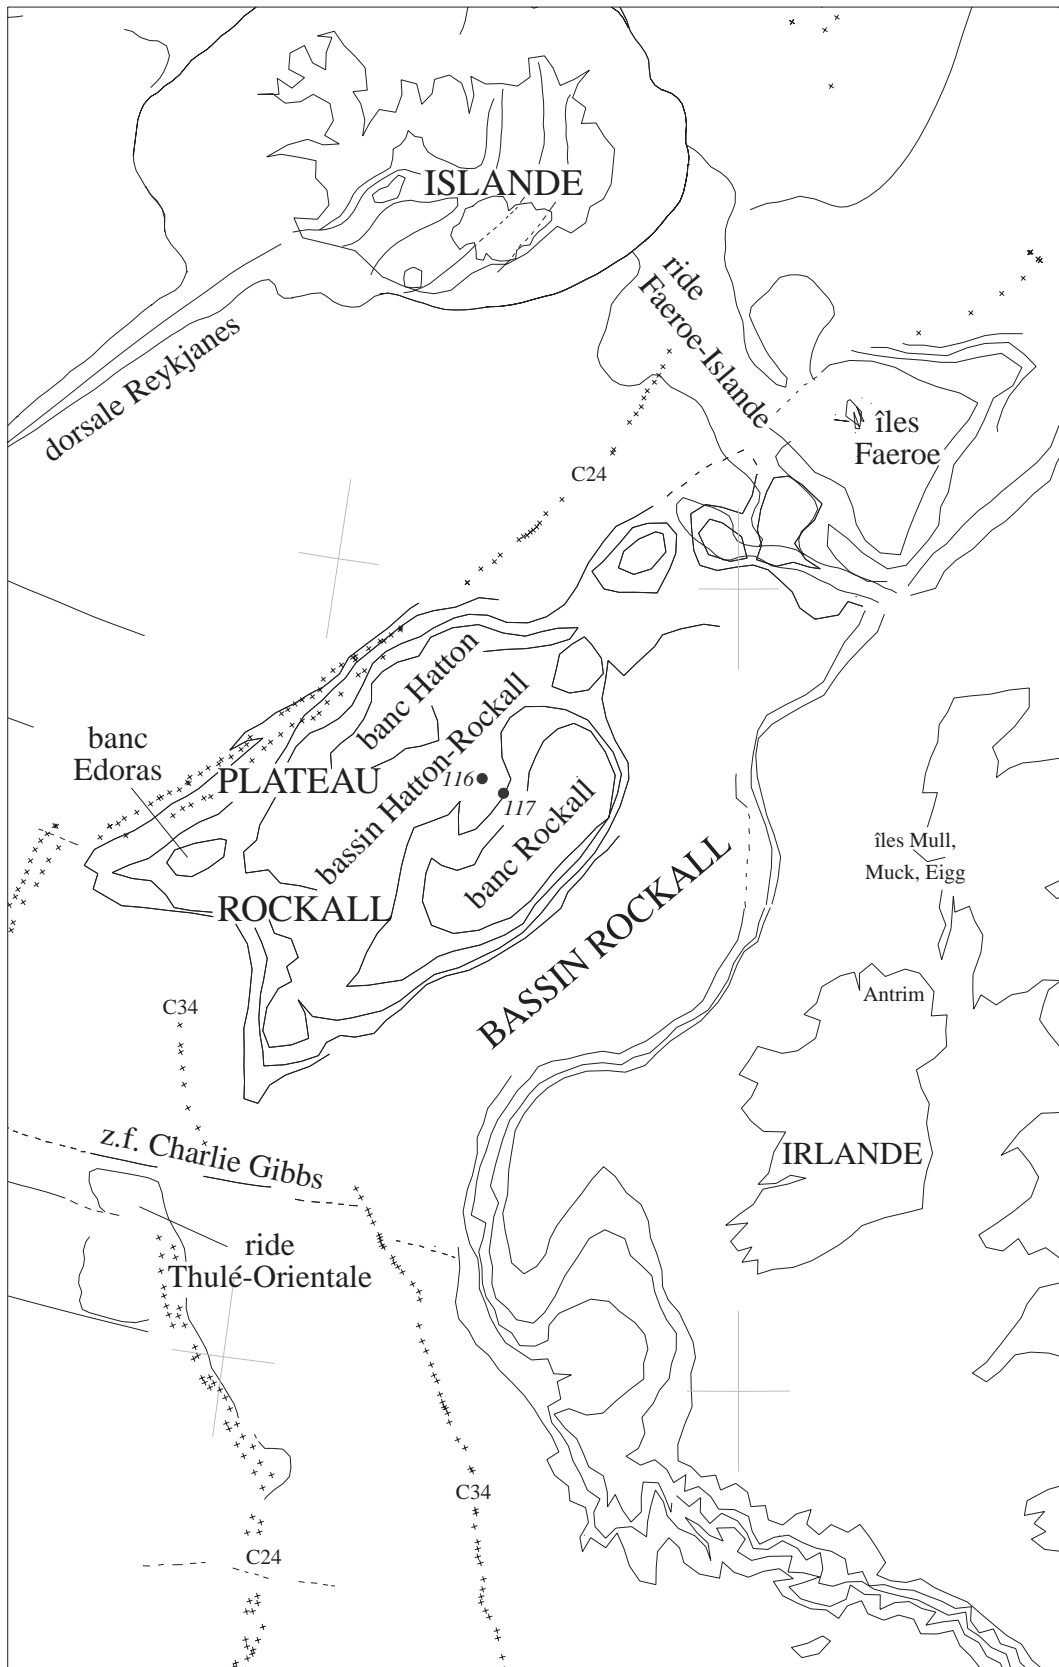 ISLANDE
ride
Faeroe-Islande
dorsale Reykjanes
îles
Faeroe
C24
banc Hatton
bassin Hatton-Rockall
banc
Edoras
PLATEAU
116
117
banc Rockall
îles Mull,
Muck, Eigg
ROCKALL
BASSIN ROCKALL
Antrim
C34
z.f. Charlie Gibbs
IRLANDE
ride
Thulé-Orientale
C34
C24